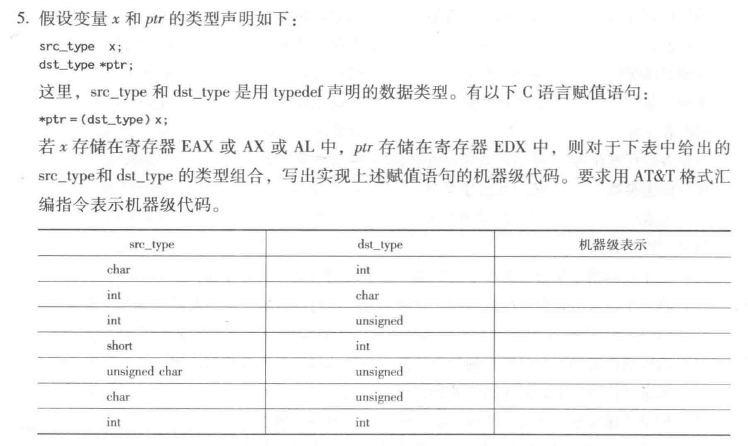 5. 假设变量 x 和 ptr 的类型声明如下：
src_type x;
dst_type *ptr;
这里，src_type 和 dst_type 是用 typedef 声明的数据类型。有以下 C 语言赋值语句：
*ptr = (dst_type) x;
若 x 存储在寄存器 EAX 或 AX 或 AL 中，ptr 存储在寄存器 EDX 中，则对于下表中给出的
src_type和 dst_type 的类型组合，写出实现上述赋值语句的机器级代码。要求用 AT&T 格式汇
编指令表示机器级代码。
src_type dst_type 机器级表示
char int
int char
int unsigned
short int
unsigned char unsigned
char unsigned
int int